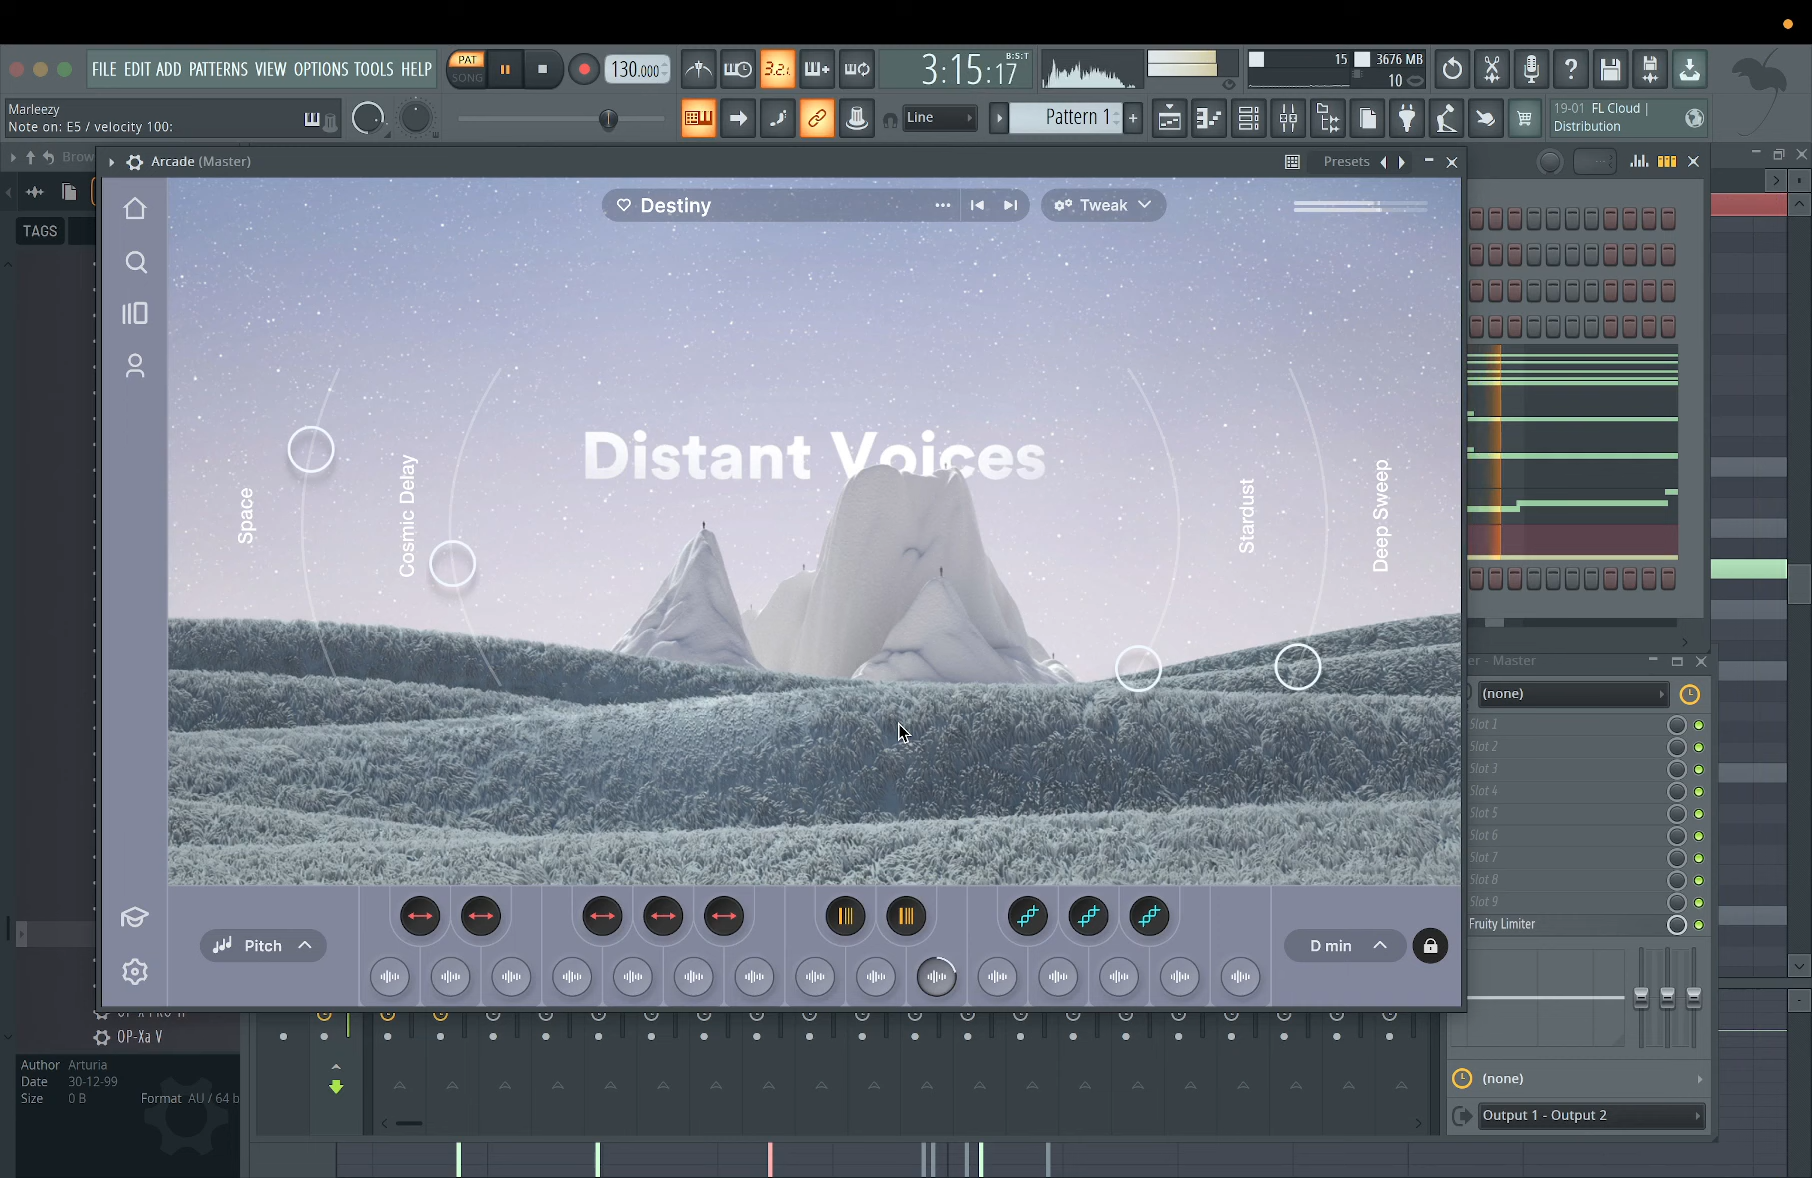 FILE EDIT ADD PATTERNS VIEW OPTIONS TOOLS HELP
PAT
SONG
130.000
3.2.
3:15:17
B:S:T
15
3676 MB
10
Marleezy
Note on: E5 / velocity 100:
Line
Pattern 1
19-01 FL Cloud |
Distribution
Brow
Arcade (Master)
Presets
TAGS
Destiny
Tweak
Distant Voices
Space
Cosmic Delay
Stardust
Deep Sweep
er - Master
(none)
Slot 1
Slot 2
Slot 3
Slot 4
Slot 5
Slot 6
Slot 7
Slot 8
Slot 9
Fruity Limiter
Pitch
D min
OP-Xa V
Author Arturia
Date 30-12-99
Size 0 B Format AU / 64 b
(none)
Output 1 - Output 2